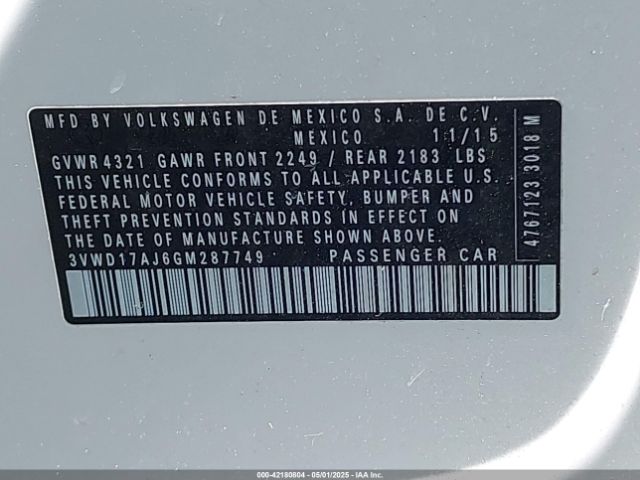 MFD BY VOLKSWAGEN DE MEXICO S.A. DE C.V.
MEXICO 11/15
GVWR 4321 GAWR FRONT 2249 / REAR 2183 LBS
THIS VEHICLE CONFORMS TO ALL APPLICABLE U.S.
FEDERAL MOTOR VEHICLE SAFETY, BUMPER AND
THEFT PREVENTION STANDARDS IN EFFECT ON
THE DATE OF MANUFACTURE SHOWN ABOVE.
3VWD17AJ6GM287749 PASSENGER CAR
4767123 3018 M
000-42180804 - 05/01/2025 - IAAI.com